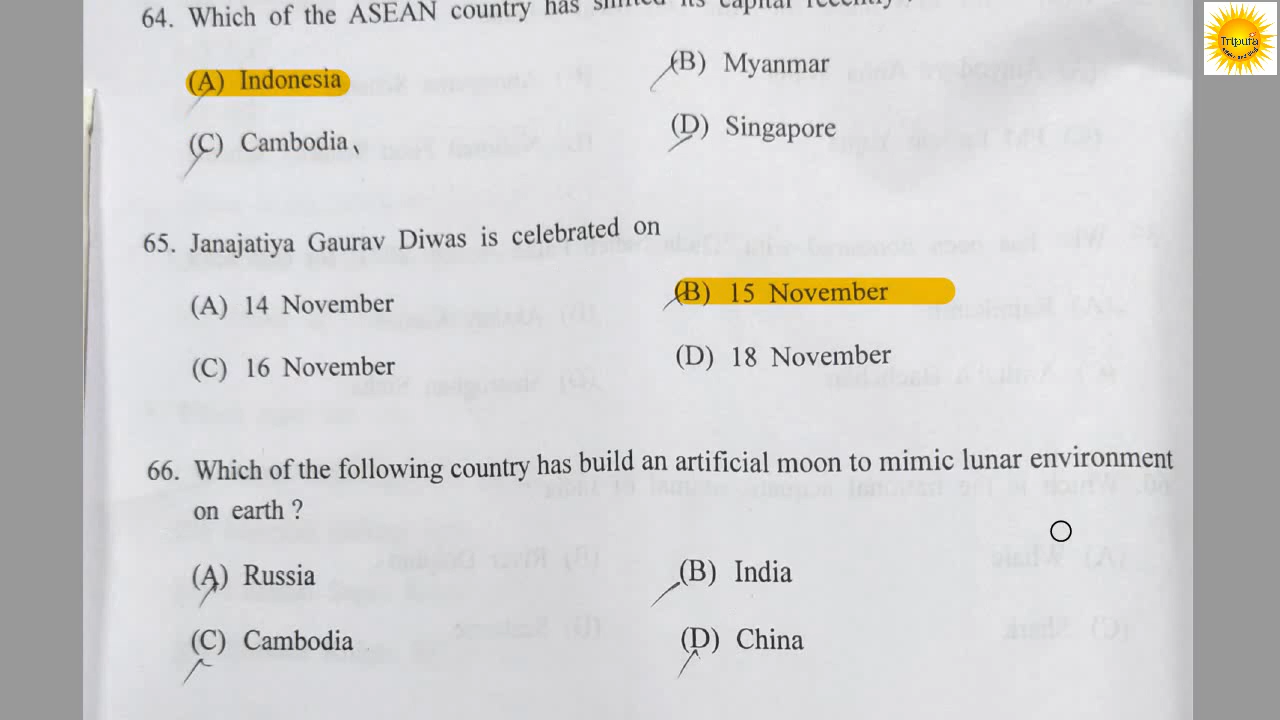 64. Which of the ASEAN country has shifted its capital recently?
(A) Indonesia
(B) Myanmar
(C) Cambodia
(D) Singapore
65. Janajatiya Gaurav Diwas is celebrated on
(A) 14 November
(B) 15 November
(C) 16 November
(D) 18 November
66. Which of the following country has build an artificial moon to mimic lunar environment
on earth ?
(A) Russia
(B) India
(C) Cambodia
(D) China
Tripura